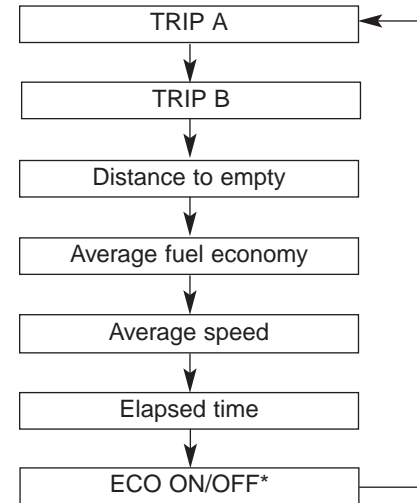 TRIP A
TRIP B
Distance to empty
Average fuel economy
Average speed
Elapsed time
ECO ON/OFF*